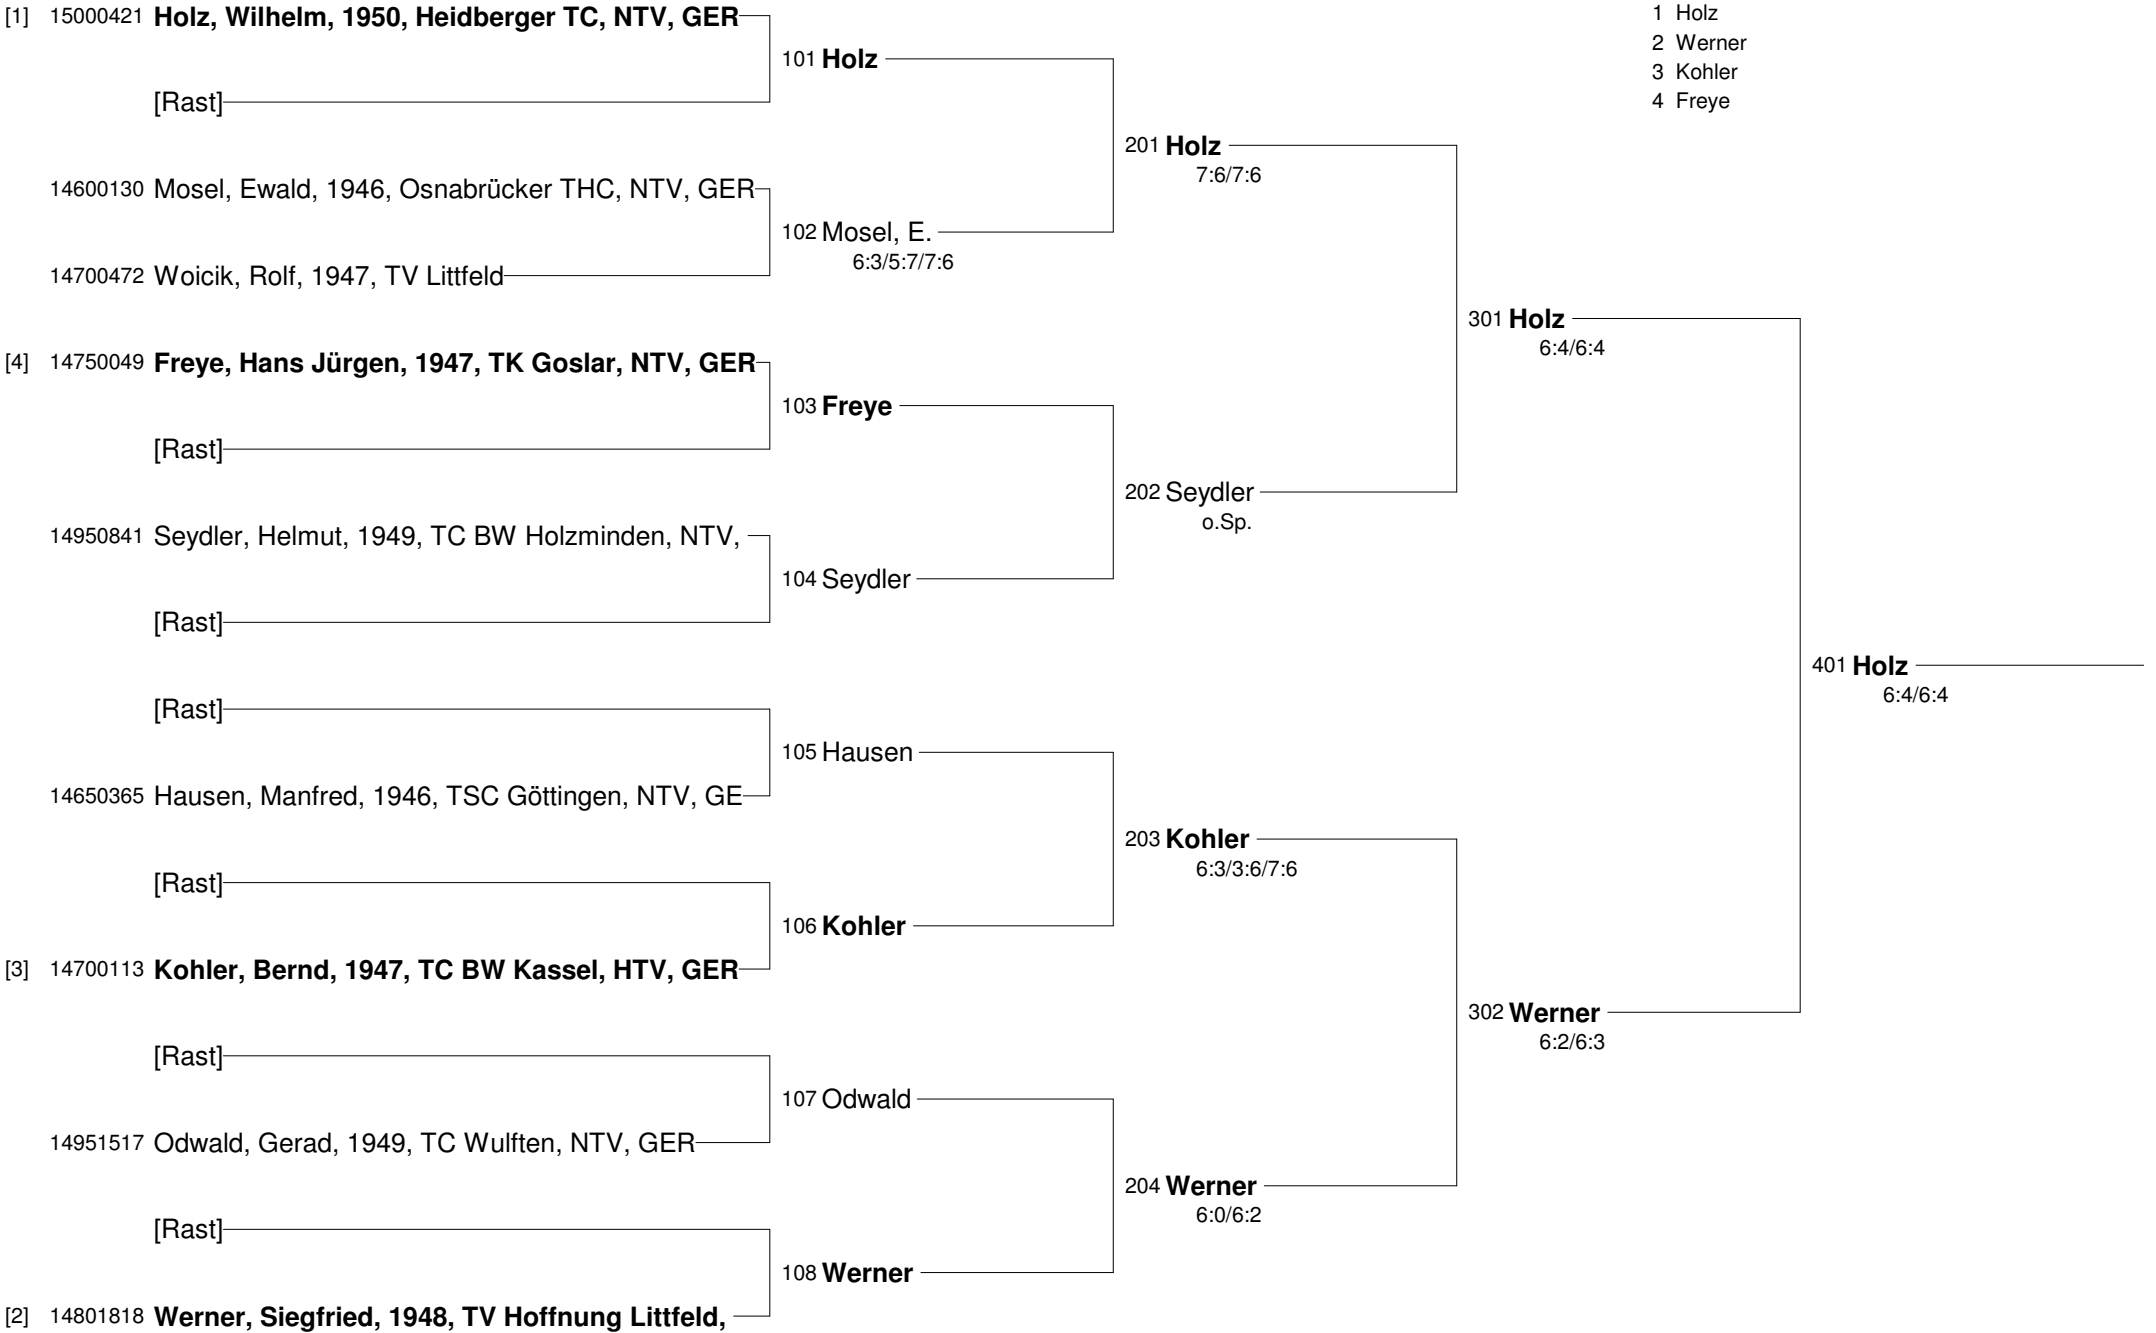 [1] 15000421 Holz, Wilhelm, 1950, Heidberger TC, NTV, GER
[Rast]
14600130 Mosel, Ewald, 1946, Osnabrücker THC, NTV, GER
14700472 Woicik, Rolf, 1947, TV Littfeld
[4] 14750049 Freye, Hans Jürgen, 1947, TK Goslar, NTV, GER
[Rast]
14950841 Seydler, Helmut, 1949, TC BW Holzminden, NTV,
[Rast]
[Rast]
14650365 Hausen, Manfred, 1946, TSC Göttingen, NTV, GE
[Rast]
[3] 14700113 Kohler, Bernd, 1947, TC BW Kassel, HTV, GER
[Rast]
14951517 Odwald, Gerad, 1949, TC Wulften, NTV, GER
[Rast]
[2] 14801818 Werner, Siegfried, 1948, TV Hoffnung Littfeld,
101 Holz
102 Mosel, E.
6:3/5:7/7:6
103 Freye
104 Seydler
105 Hausen
106 Kohler
107 Odwald
108 Werner
201 Holz
7:6/7:6
202 Seydler
o.Sp.
203 Kohler
6:3/3:6/7:6
204 Werner
6:0/6:2
301 Holz
6:4/6:4
302 Werner
6:2/6:3
401 Holz
6:4/6:4
1 Holz
2 Werner
3 Kohler
4 Freye